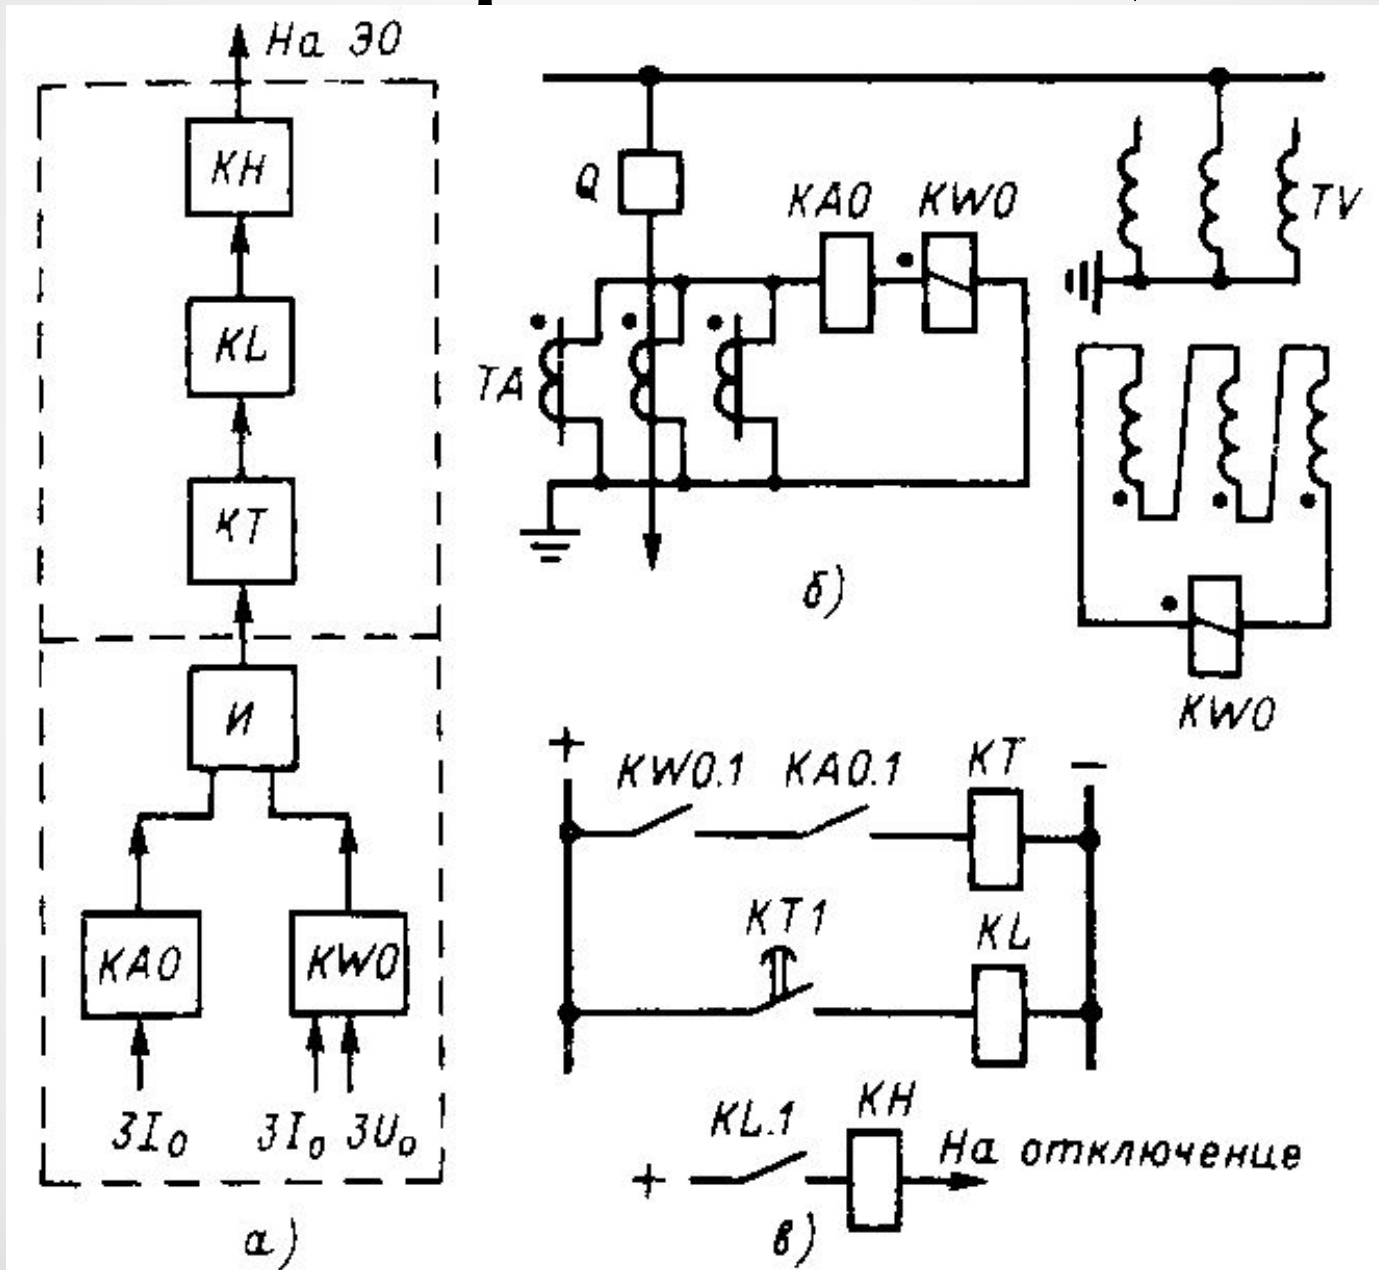 На ЭО
KH
KL
KT
И
KA0
KW0
3I₀
3I₀ 3U₀
а)
Q
KA0
KW0
TV
TA
б)
KW0
+
KW0.1
KA0.1
KT
−
KT1
KL
KL.1
KH
+
На отключение
в)